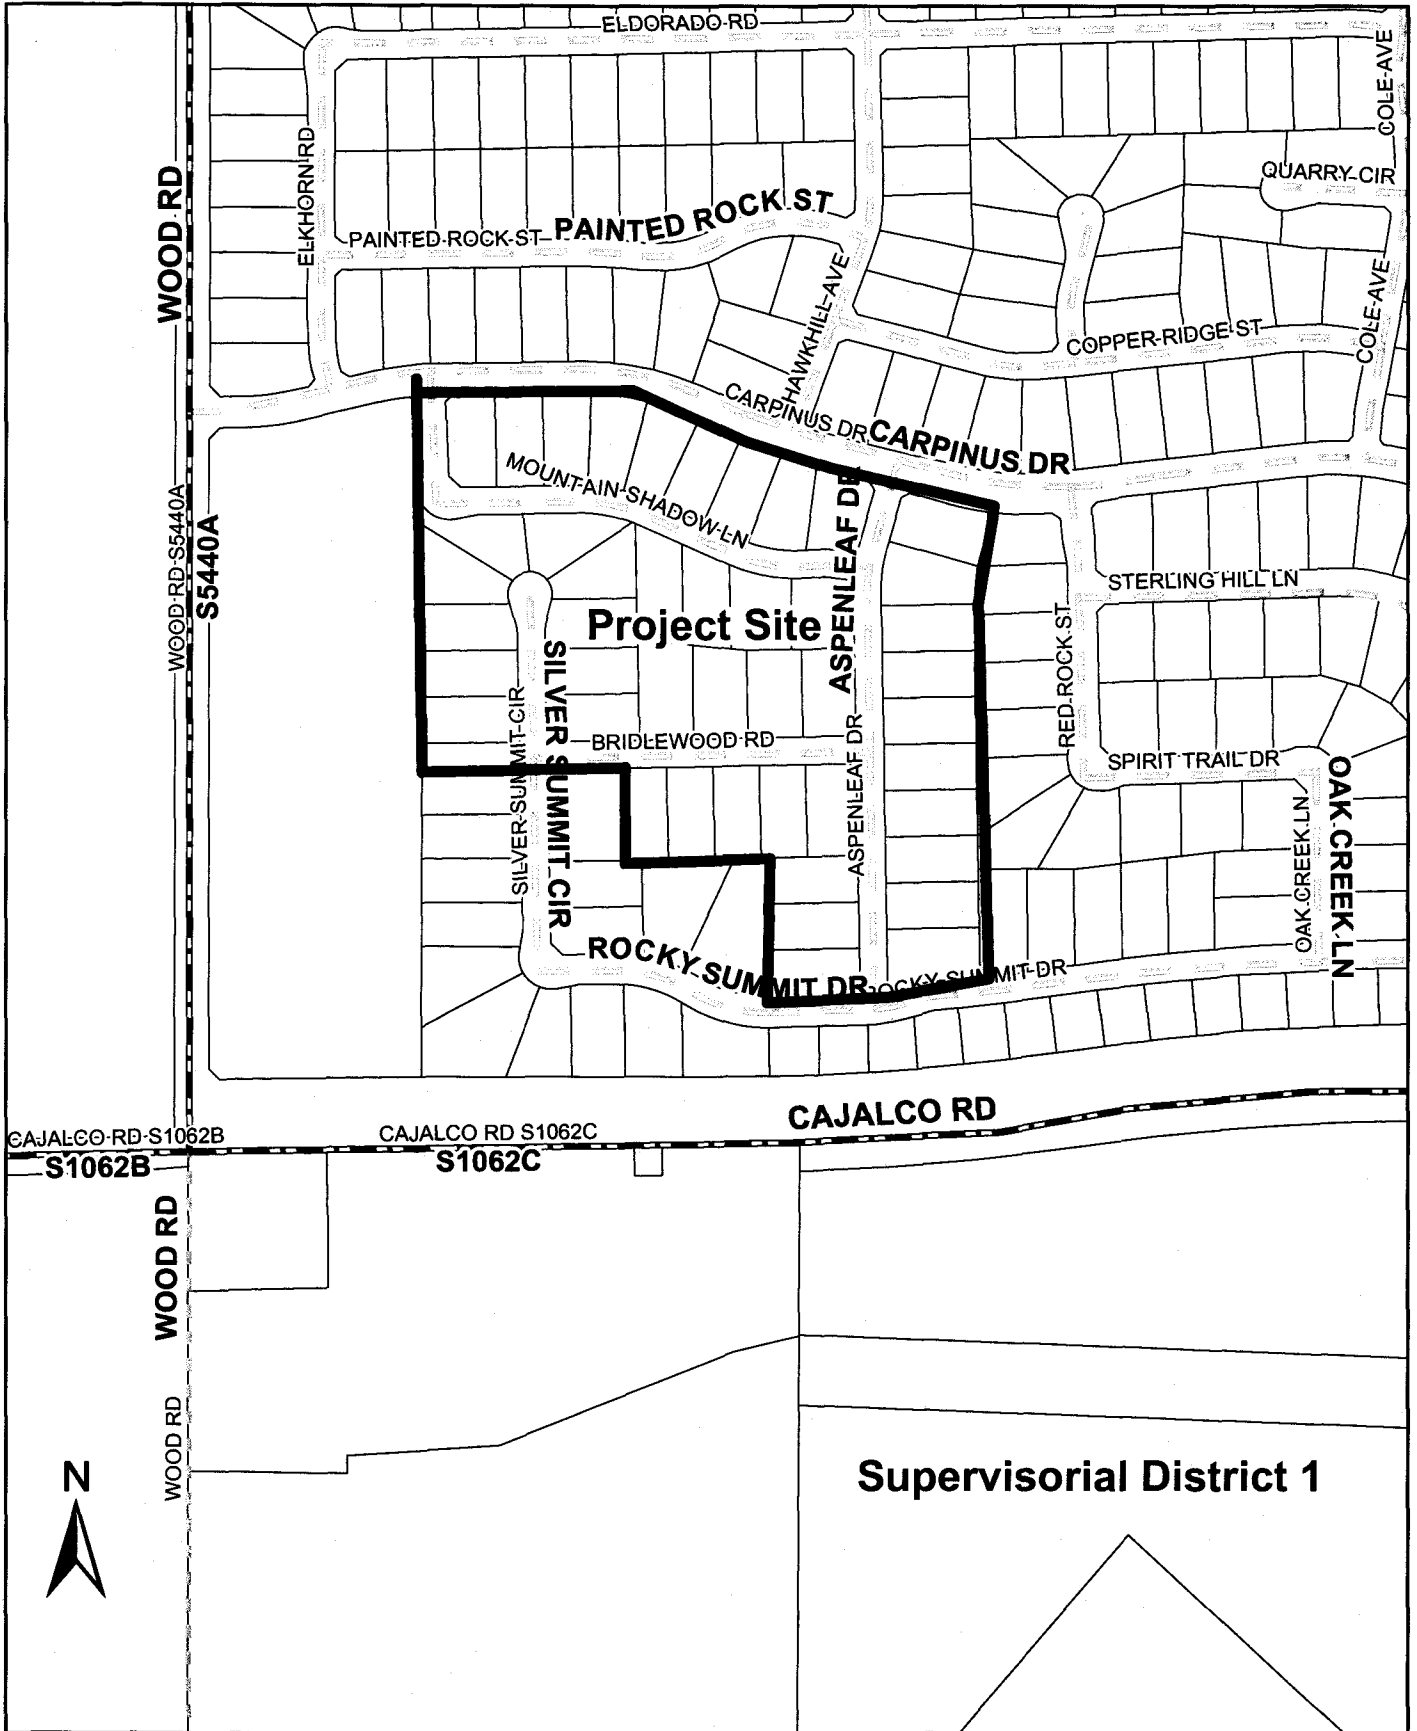 ELDORADO RD
COLE AVE
ELKHORN RD
WOOD RD
QUARRY CIR
PAINTED ROCK ST
PAINTED ROCK ST
HAWKHILL AVE
COLE AVE
COPPER RIDGE ST
CARPINUS DR
CARPINUS DR
MOUNTAIN SHADOW LN
ASPENLEAF DR
WOOD RD S5440A
S5440A
STERLING HILL LN
Project Site
RED ROCK ST
SILVER SUMMIT CIR
SILVER SUMMIT CIR
BRIDLEWOOD RD
ASPENLEAF DR
SPIRIT TRAIL DR
OAK CREEK LN
OAK CREEK LN
ROCKY SUMMIT DR
ROCKY SUMMIT DR
CAJALCO RD
CAJALCO RD S1062B
CAJALCO RD S1062C
S1062B
S1062C
WOOD RD
WOOD RD
N
Supervisorial District 1